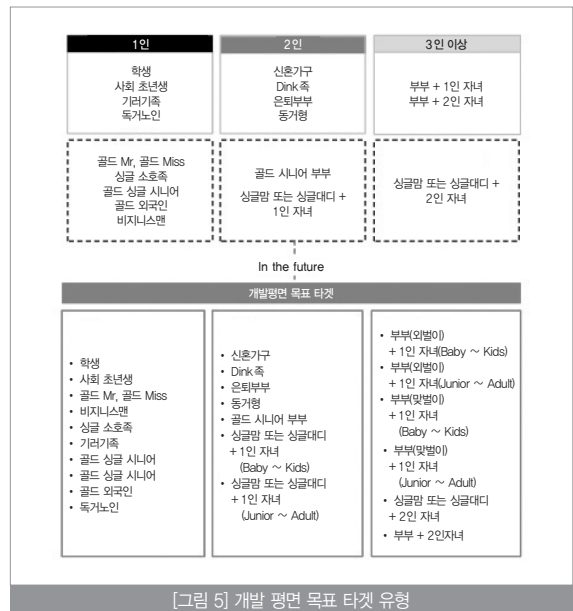 1인
학생
사회 초년생
기러기족
독거노인
2인
신혼가구
Dink족
은퇴부부
동거형
3인 이상
부부 + 1인 자녀
부부 + 2인 자녀
골드 Mr, 골드 Miss
싱글 소호족
골드 싱글 시니어
골드 외국인
비지니스맨
골드 시니어 부부
싱글맘 또는 싱글대디 +
1인 자녀
싱글맘 또는 싱글대디 +
2인 자녀
In the future
개발평면 목표 타겟
• 학생
• 사회 초년생
• 골드 Mr, 골드 Miss
• 비지니스맨
• 싱글 소호족
• 기러기족
• 골드 싱글 시니어
• 골드 싱글 시니어
• 골드 외국인
• 독거노인
• 신혼가구
• Dink족
• 은퇴부부
• 동거형
• 골드 시니어 부부
• 싱글맘 또는 싱글대디
+1인 자녀
(Baby ~ Kids)
• 싱글맘 또는 싱글대디
+ 1인 자녀
(Junior ~ Adult)
• 부부(외벌이)
+ 1인 자녀(Baby ~ Kids)
• 부부(외벌이)
+ 1인 자녀(Junior ~ Adult)
• 부부(맞벌이)
+1인 자녀
(Baby ~ Kids)
• 부부(맞벌이)
+1인 자녀
(Junior ~ Adult)
• 싱글맘 또는 싱글대디
+ 2인 자녀
• 부부 + 2인자녀
[그림 5] 개발 평면 목표 타겟 유형